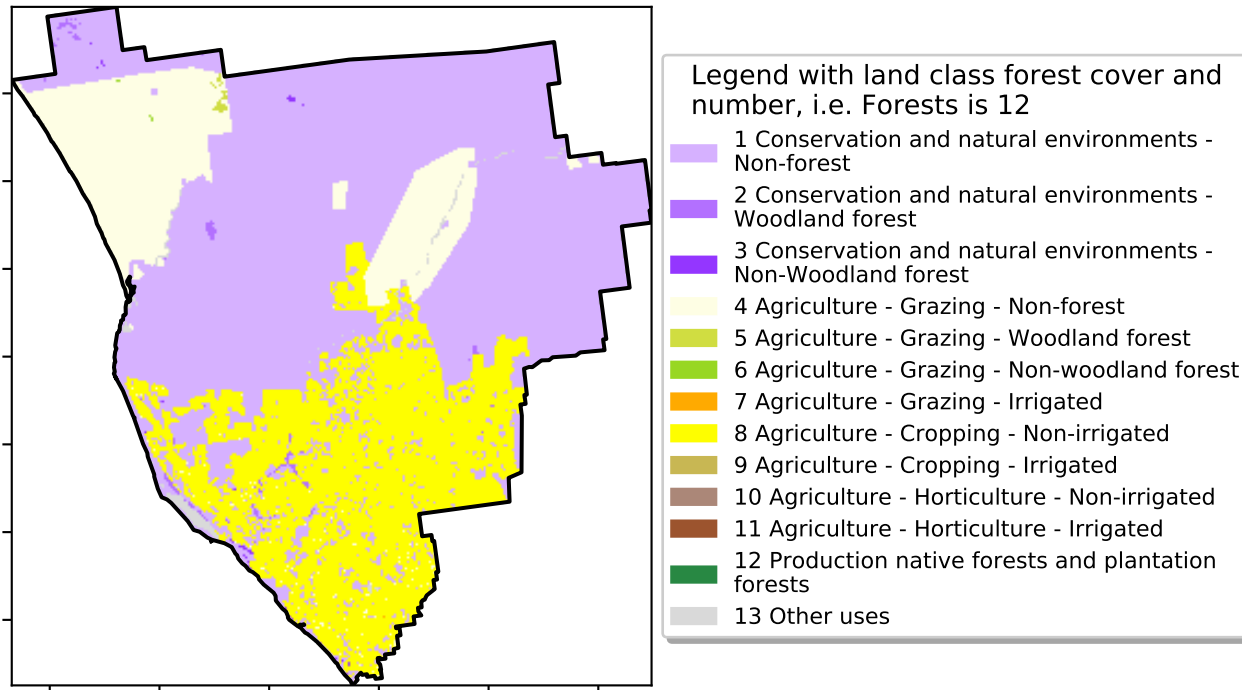 Legend with land class forest cover and
number, i.e. Forests is 12
1 Conservation and natural environments -
Non-forest
2 Conservation and natural environments -
Woodland forest
3 Conservation and natural environments -
Non-Woodland forest
4 Agriculture - Grazing - Non-forest
5 Agriculture - Grazing - Woodland forest
6 Agriculture - Grazing - Non-woodland forest
7 Agriculture - Grazing - Irrigated
8 Agriculture - Cropping - Non-irrigated
9 Agriculture - Cropping - Irrigated
10 Agriculture - Horticulture - Non-irrigated
11 Agriculture - Horticulture - Irrigated
12 Production native forests and plantation
forests
13 Other uses